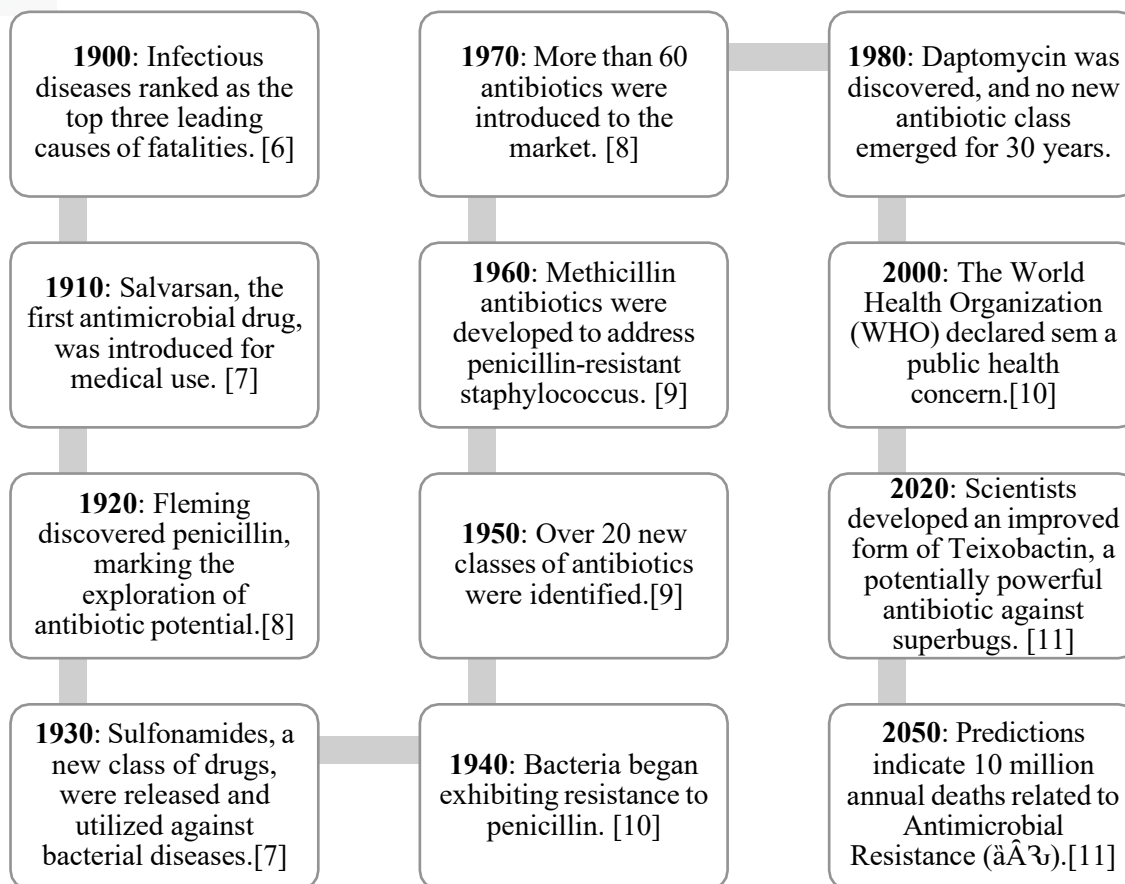 1900: Infectious
diseases ranked as the
top three leading
causes of fatalities. [6]
1910: Salvarsan, the
first antimicrobial drug,
was introduced for
medical use. [7]
1920: Fleming
discovered penicillin,
marking the
exploration of
antibiotic potential.[8]
1930: Sulfonamides, a
new class of drugs,
were released and
utilized against
bacterial diseases.[7]
1940: Bacteria began
exhibiting resistance to
penicillin. [10]
1950: Over 20 new
classes of antibiotics
were identified.[9]
1960: Methicillin
antibiotics were
developed to address
penicillin-resistant
staphylococcus. [9]
1970: More than 60
antibiotics were
introduced to the
market. [8]
1980: Daptomycin was
discovered, and no new
antibiotic class
emerged for 30 years.
2000: The World
Health Organization
(WHO) declared sem a
public health
concern.[10]
2020: Scientists
developed an improved
form of Teixobactin, a
potentially powerful
antibiotic against
superbugs. [11]
2050: Predictions
indicate 10 million
annual deaths related to
Antimicrobial
Resistance .[11]